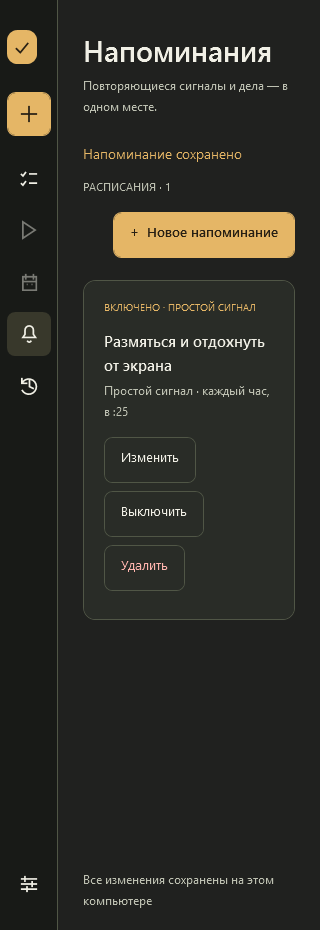 Напоминания
Повторяющиеся сигналы и дела — в
одном месте.
Напоминание сохранено
РАСПИСАНИЯ · 1
+ Новое напоминание
ВКЛЮЧЕНО · ПРОСТОЙ СИГНАЛ
Размяться и отдохнуть
от экрана
Простой сигнал · каждый час,
в :25
Изменить
Выключить
Удалить
Все изменения сохранены на этом
компьютере